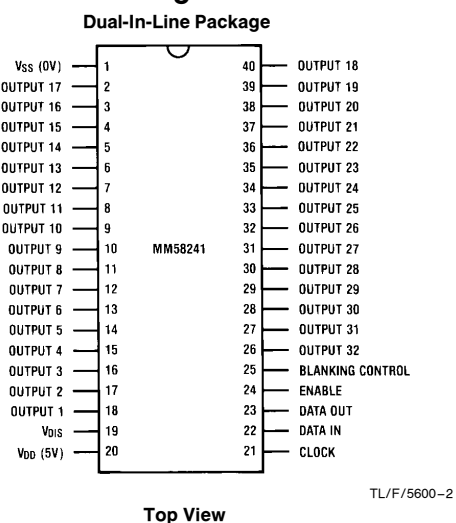 Dual-In-Line Package
VSS (0V) 1 40 OUTPUT 18
OUTPUT 17 2 39 OUTPUT 19
OUTPUT 16 3 38 OUTPUT 20
OUTPUT 15 4 37 OUTPUT 21
OUTPUT 14 5 36 OUTPUT 22
OUTPUT 13 6 35 OUTPUT 23
OUTPUT 12 7 34 OUTPUT 24
OUTPUT 11 8 33 OUTPUT 25
OUTPUT 10 9 32 OUTPUT 26
OUTPUT 9 10 MM58241 31 OUTPUT 27
OUTPUT 8 11 30 OUTPUT 28
OUTPUT 7 12 29 OUTPUT 29
OUTPUT 6 13 28 OUTPUT 30
OUTPUT 5 14 27 OUTPUT 31
OUTPUT 4 15 26 OUTPUT 32
OUTPUT 3 16 25 BLANKING CONTROL
OUTPUT 2 17 24 ENABLE
OUTPUT 1 18 23 DATA OUT
VDIS 19 22 DATA IN
VDD (5V) 20 21 CLOCK
TL/F/5600–2
Top View